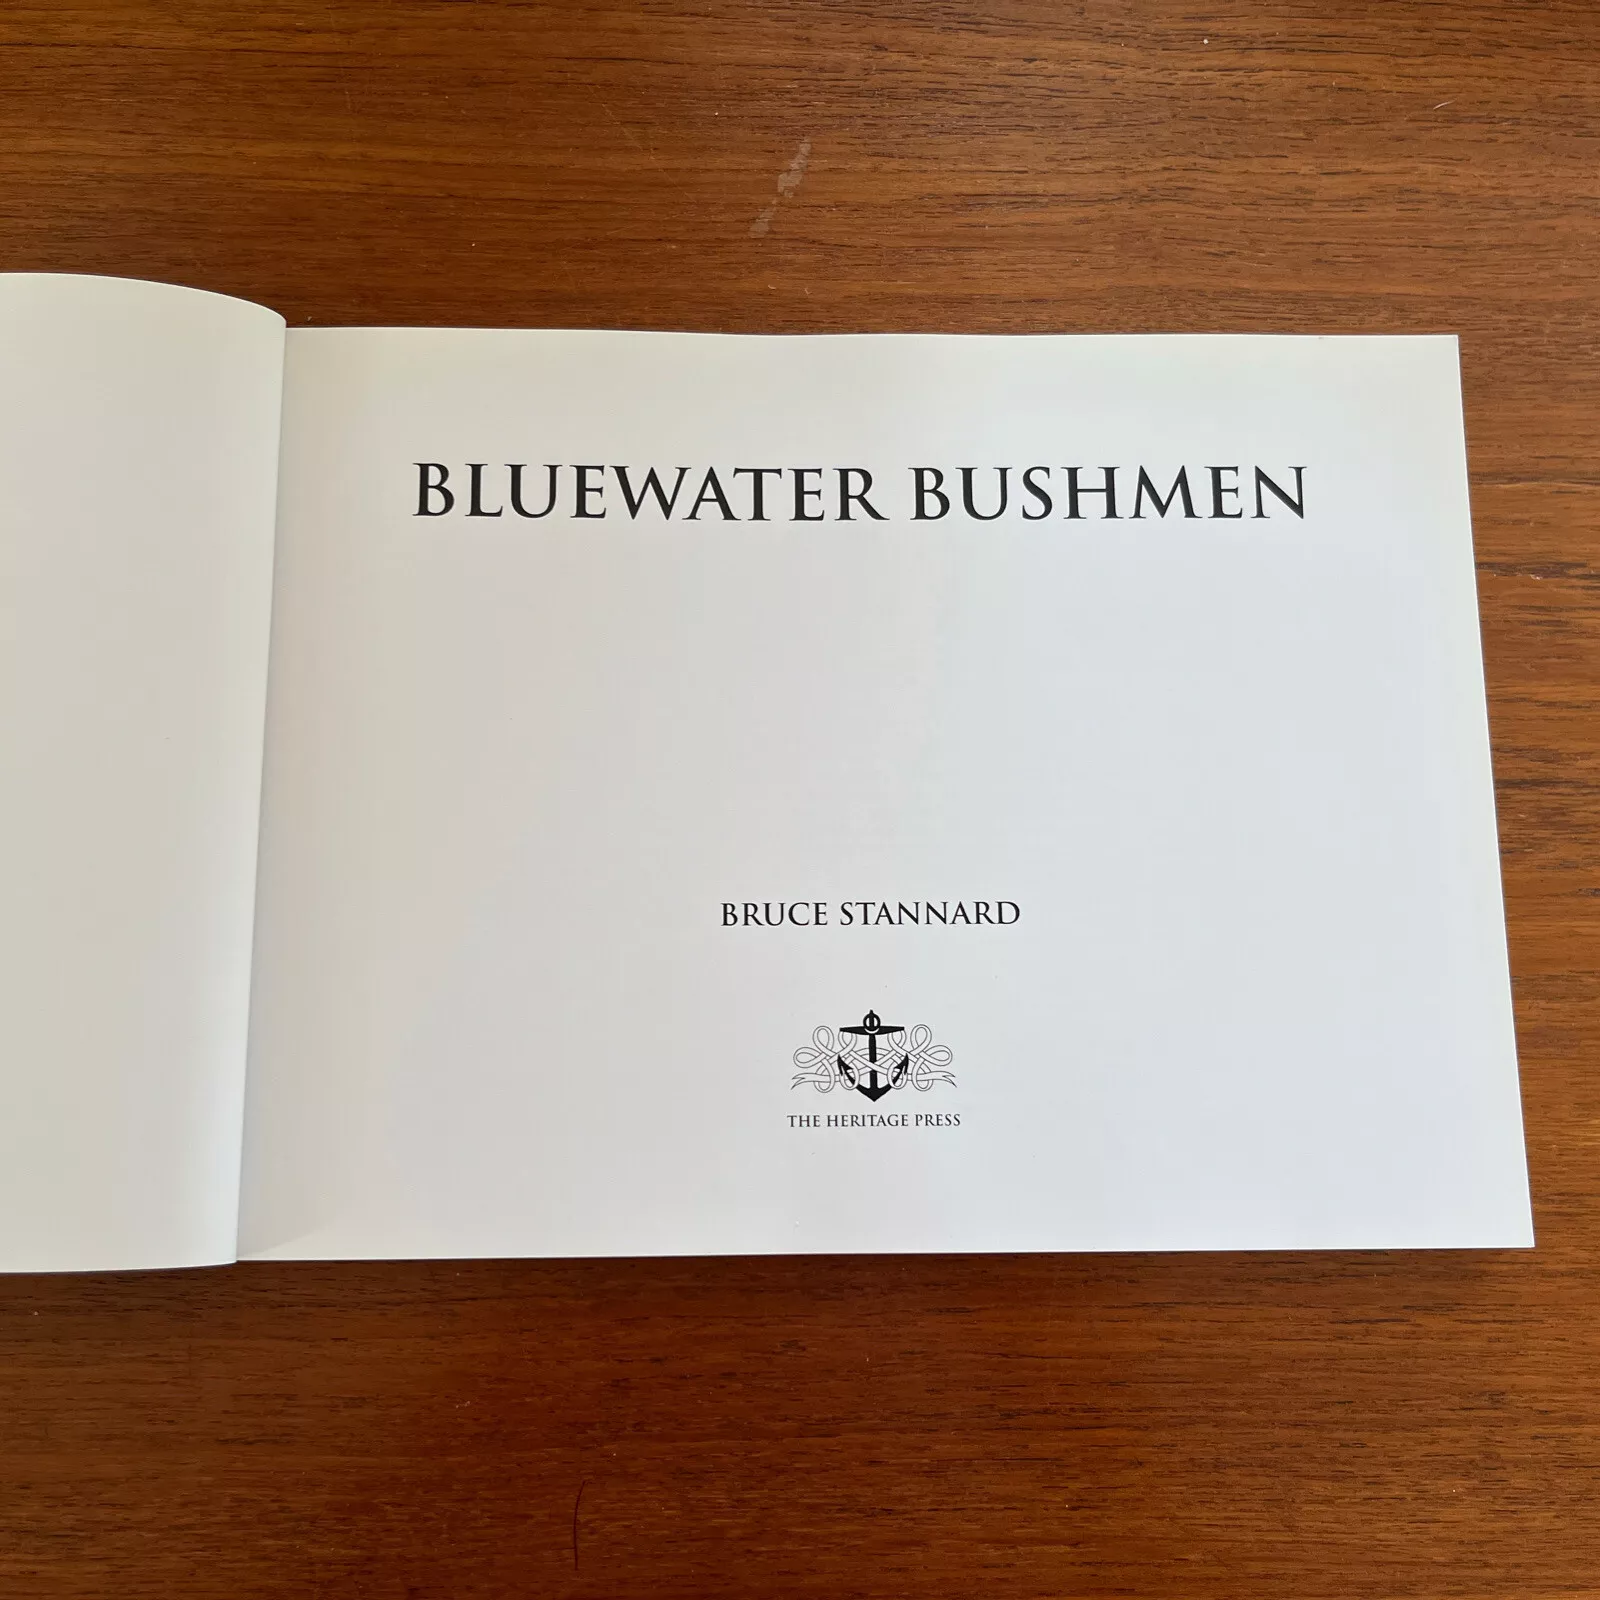 BLUEWATER BUSHMEN
BRUCE STANNARD
THE HERITAGE PRESS